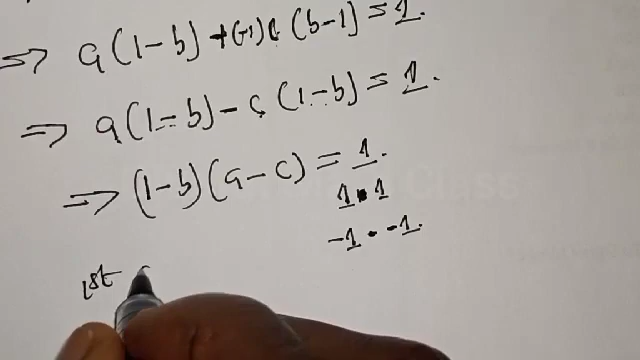 => a(1-b)+(-1)c(b-1)=1.
=> a(1-b)-c(1-b)=1.
=> (1-b)(a-c)=1.
1.1
-1.-1.
1st